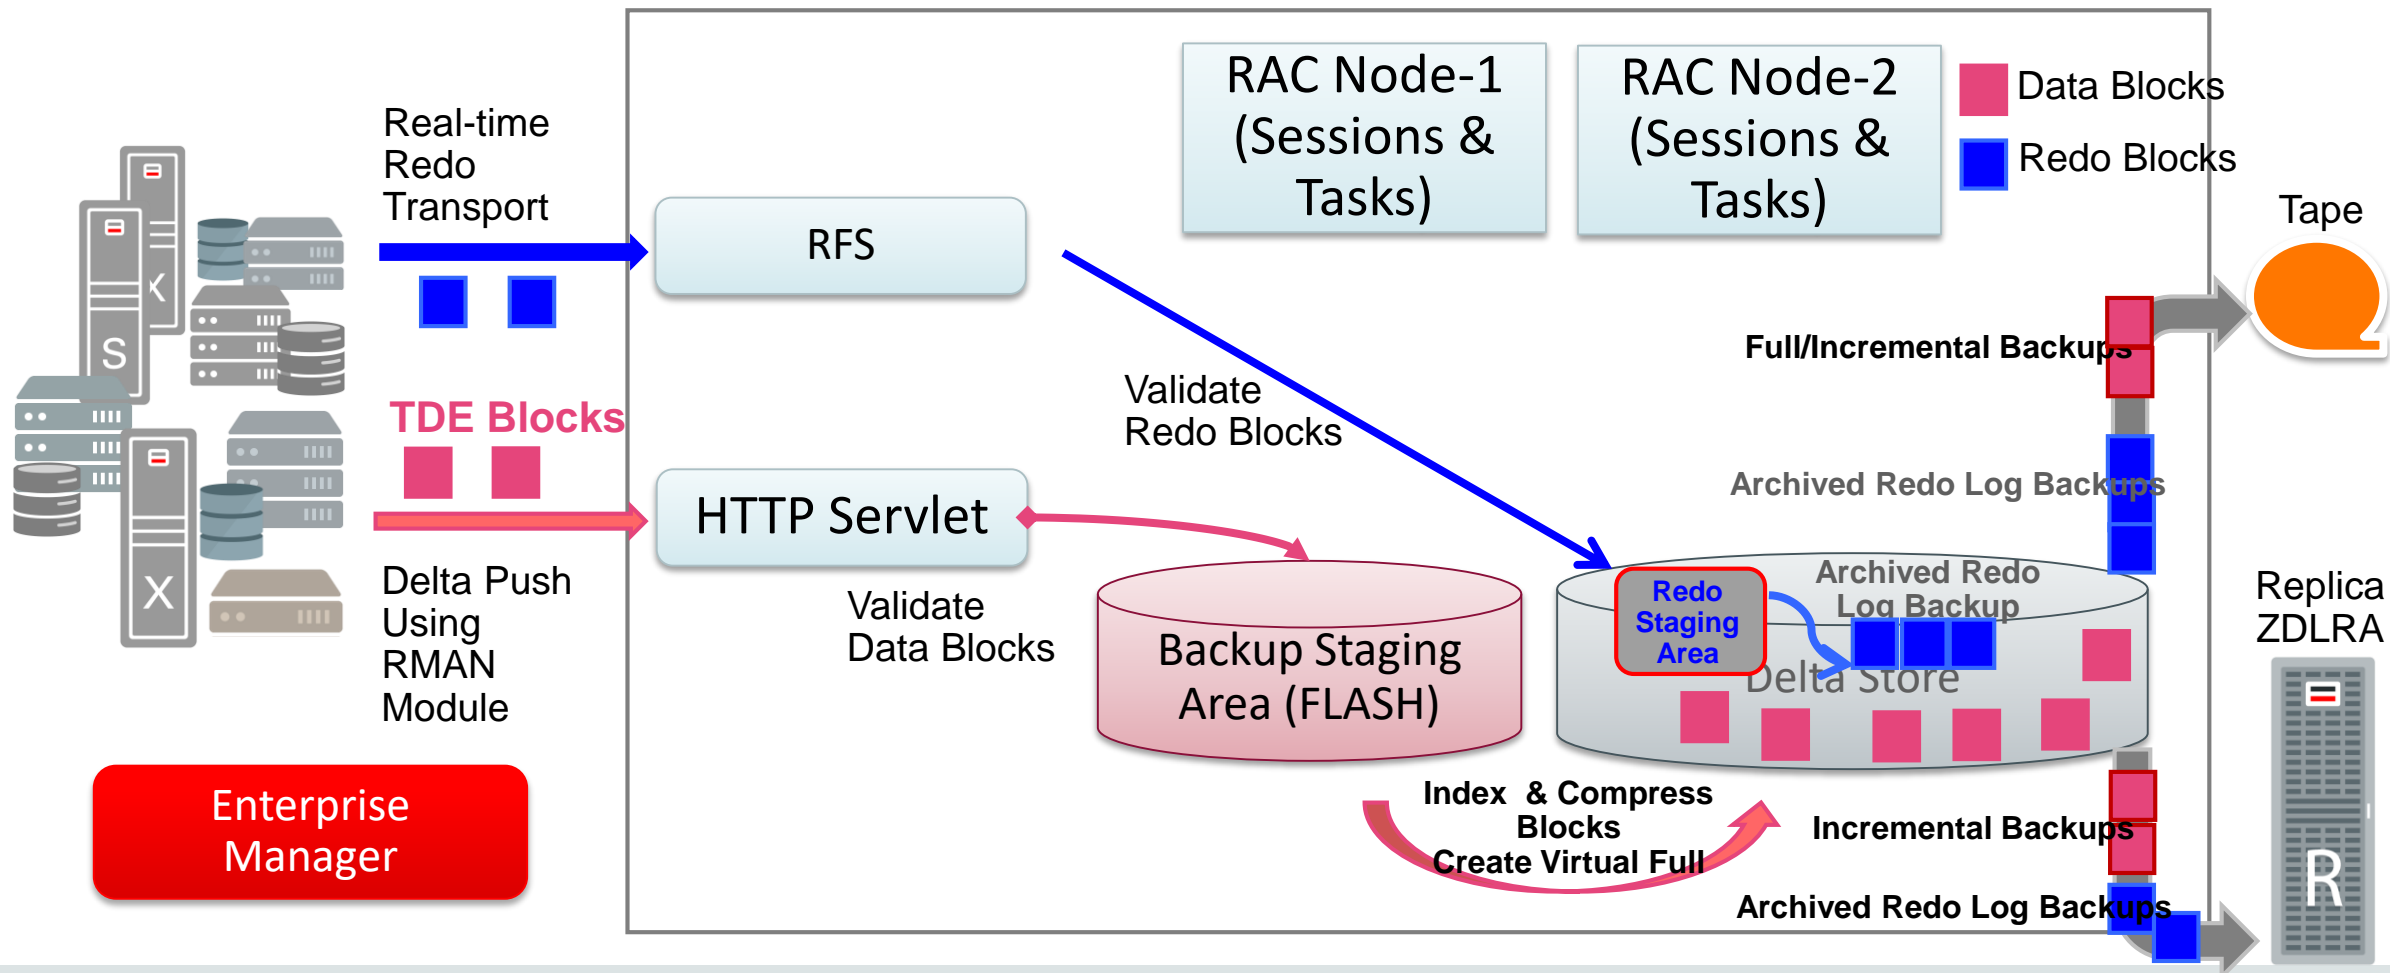 RAC Node-1
(Sessions &
Tasks)
RAC Node-2
(Sessions &
Tasks)
Data Blocks
Redo Blocks
Real-time
Redo
Transport
RFS
Tape
X
S
Full/Incremental Backups
Validate
Redo Blocks
TDE Blocks
HTTP Servlet
Archived Redo Log Backups
X
Delta Push
Using
RMAN
Module
Validate
Data Blocks
Backup Staging
Area (FLASH)
Redo
Staging
Area
Archived Redo
Log Backup
Delta Store
Replica
ZDLRA
Enterprise
Manager
Index & Compress
Blocks
Create Virtual Full
Incremental Backups
Archived Redo Log Backups
R